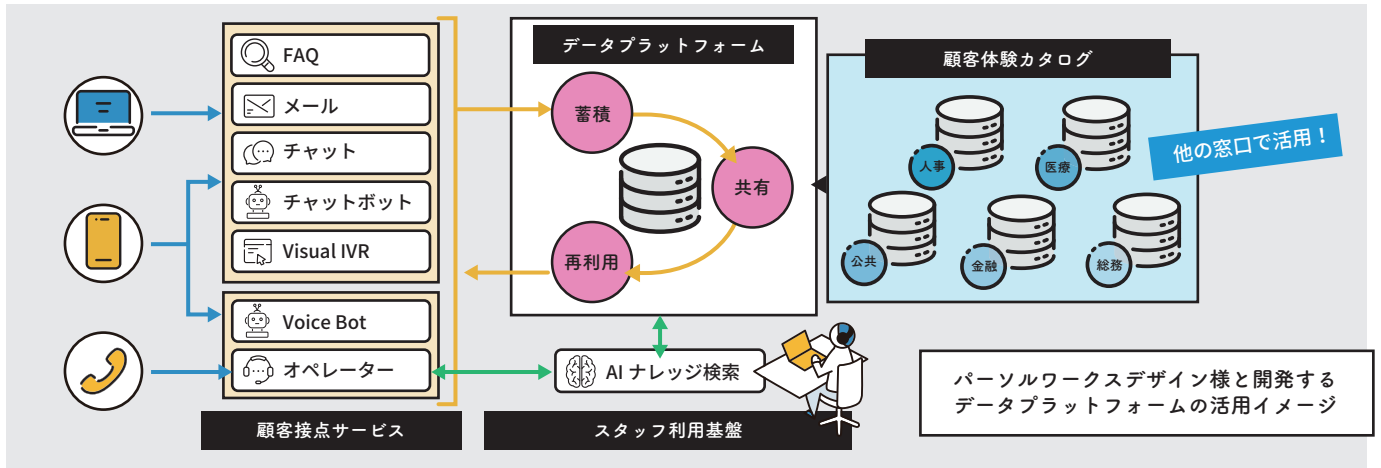 FAQ
メール
チャット
チャットボット
Visual IVR
Voice Bot
オペレーター
顧客接点サービス
データプラットフォーム
蓄積
共有
再利用
AI ナレッジ検索
スタッフ利用基盤
顧客体験カタログ
人事
医療
公共
金融
総務
他の窓口で活用！
パーソルワークスデザイン様と開発する
データプラットフォームの活用イメージ